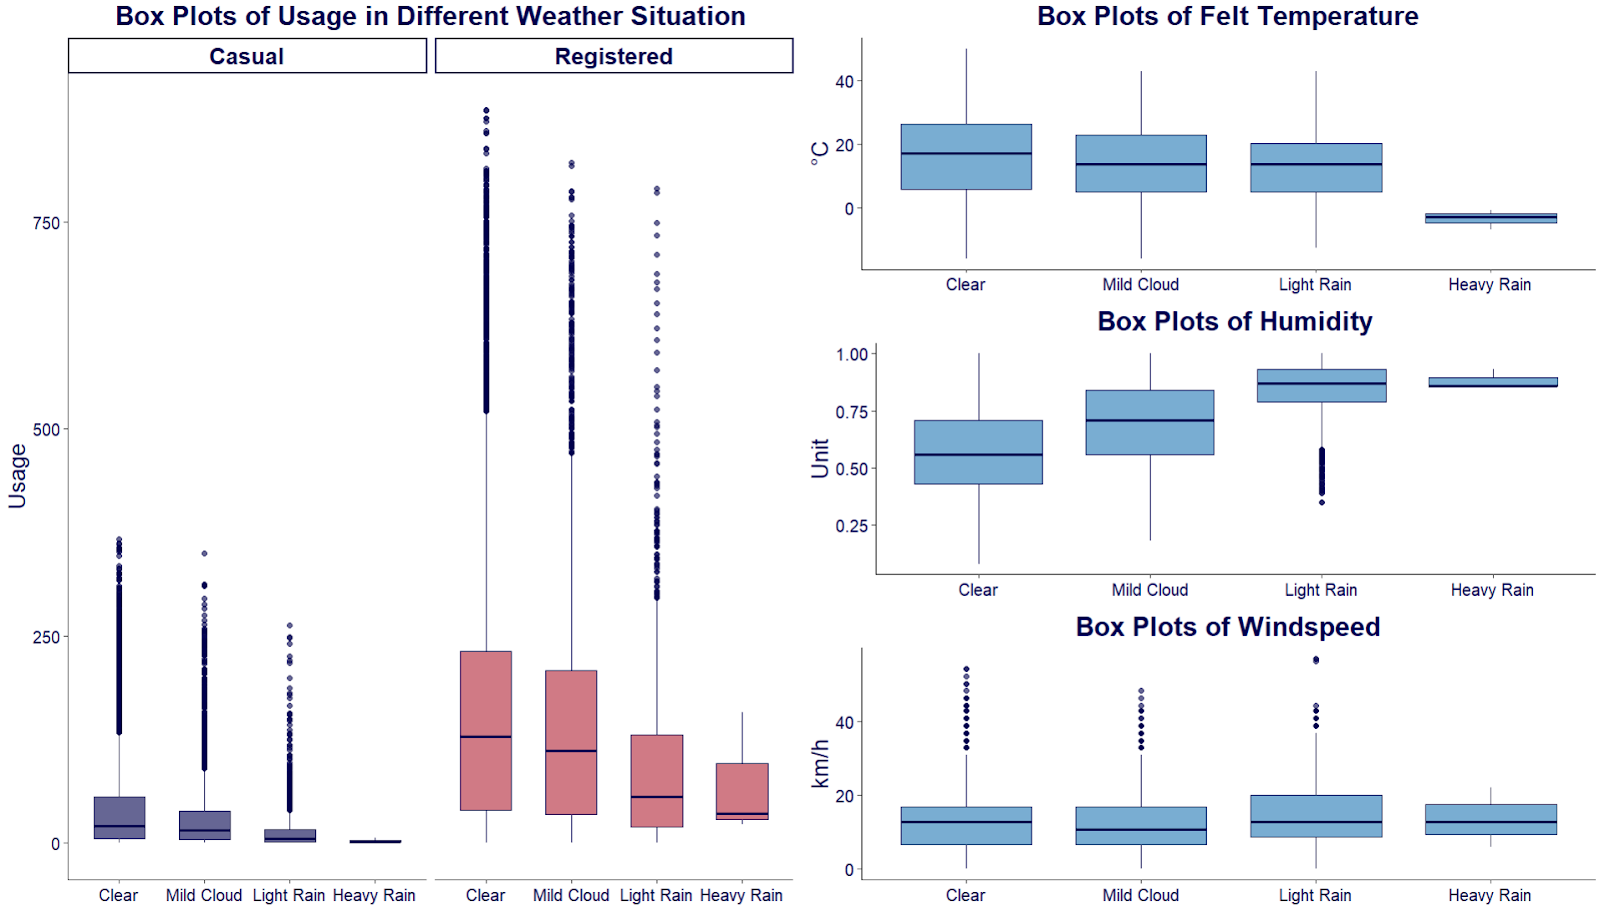 Box Plots of Usage in Different Weather Situation
Casual
Registered
Usage
750
500
250
0
Clear
Mild Cloud
Light Rain
Heavy Rain
Clear
Mild Cloud
Light Rain
Heavy Rain
Box Plots of Felt Temperature
°C
40
20
0
Clear
Mild Cloud
Light Rain
Heavy Rain
Box Plots of Humidity
Unit
1.00
0.75
0.50
0.25
Clear
Mild Cloud
Light Rain
Heavy Rain
Box Plots of Windspeed
km/h
40
20
0
Clear
Mild Cloud
Light Rain
Heavy Rain